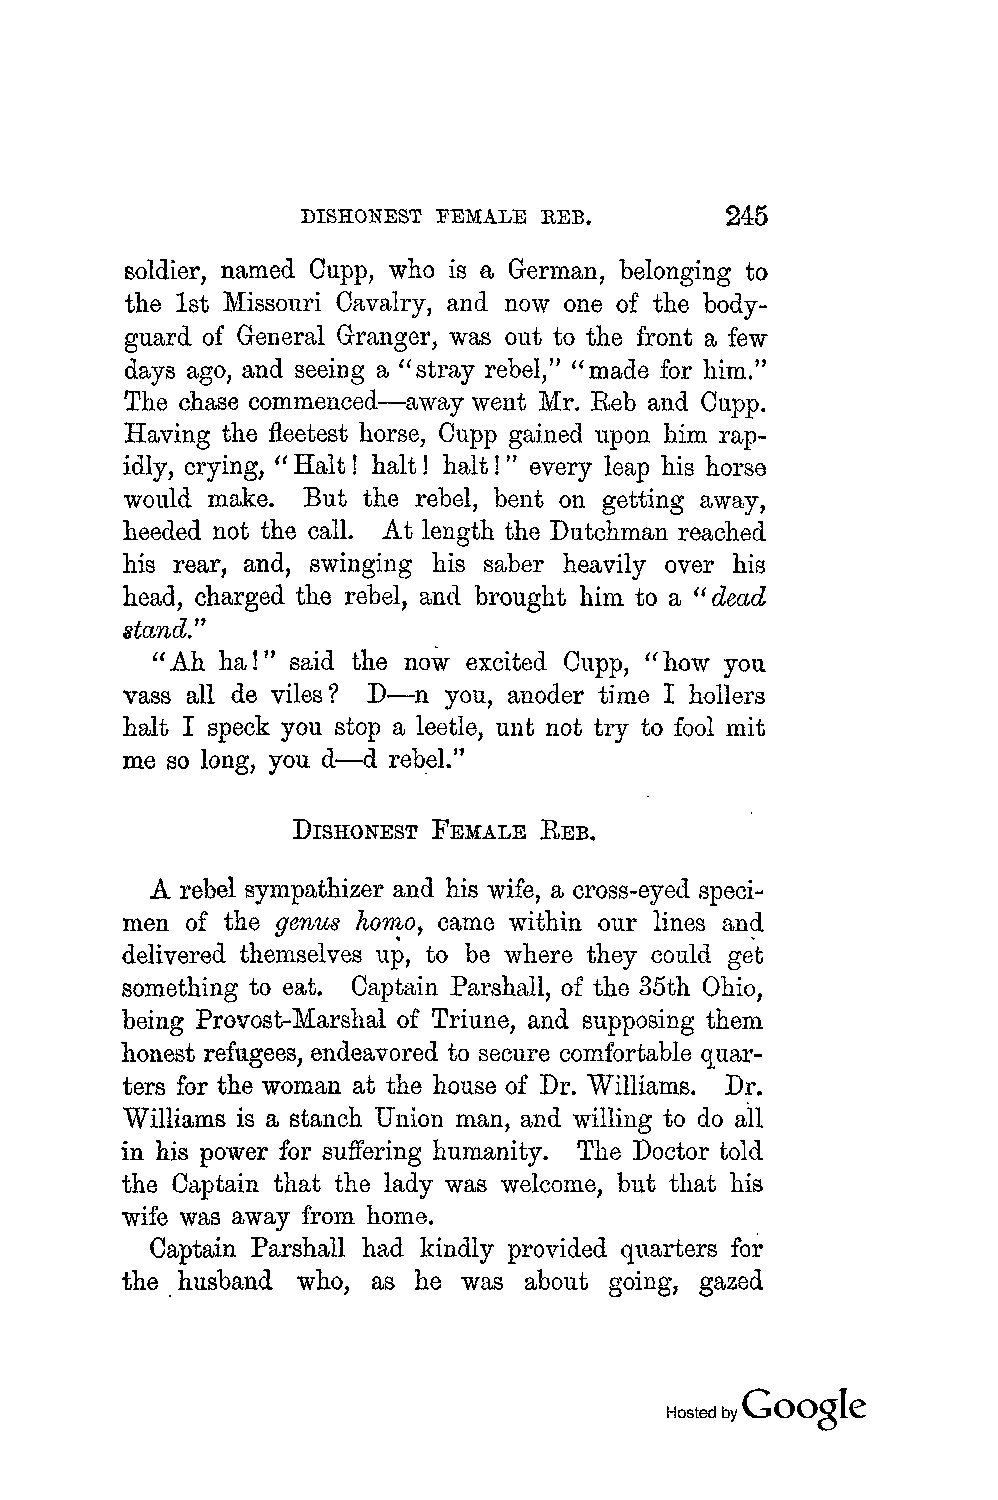 DISHONEST FEMALE REB. 245
soldier, named Cupp, who is a German, belonging to
the 1st Missouri Cavalry, and now one of the body-
guard of General Granger, was out to the front a few
days ago, and seeing a "stray rebel," "made for him."
The chase commenced—away went Mr. Reb and Cupp.
Having the fleetest horse, Cupp gained upon him rap-
idly, crying, "Halt! halt! halt!" every leap his horse
would make. But the rebel, bent on getting away,
heeded not the call. At length the Dutchman reached
his rear, and, swinging his saber heavily over his
head, charged the rebel, and brought him to a "dead
stand."
"Ah ha!" said the now excited Cupp, "how you
vass all de viles? D—n you, anoder time I hollers
halt I speck you stop a leetle, unt not try to fool mit
me so long, you d—d rebel."
DISHONEST FEMALE REB.
A rebel sympathizer and his wife, a cross-eyed speci-
men of the genus homo, came within our lines and
delivered themselves up, to be where they could get
something to eat. Captain Parshall, of the 35th Ohio,
being Provost-Marshal of Triune, and supposing them
honest refugees, endeavored to secure comfortable quar-
ters for the woman at the house of Dr. Williams. Dr.
Williams is a stanch Union man, and willing to do all
in his power for suffering humanity. The Doctor told
the Captain that the lady was welcome, but that his
wife was away from home.
Captain Parshall had kindly provided quarters for
the husband who, as he was about going, gazed
Hosted by Google